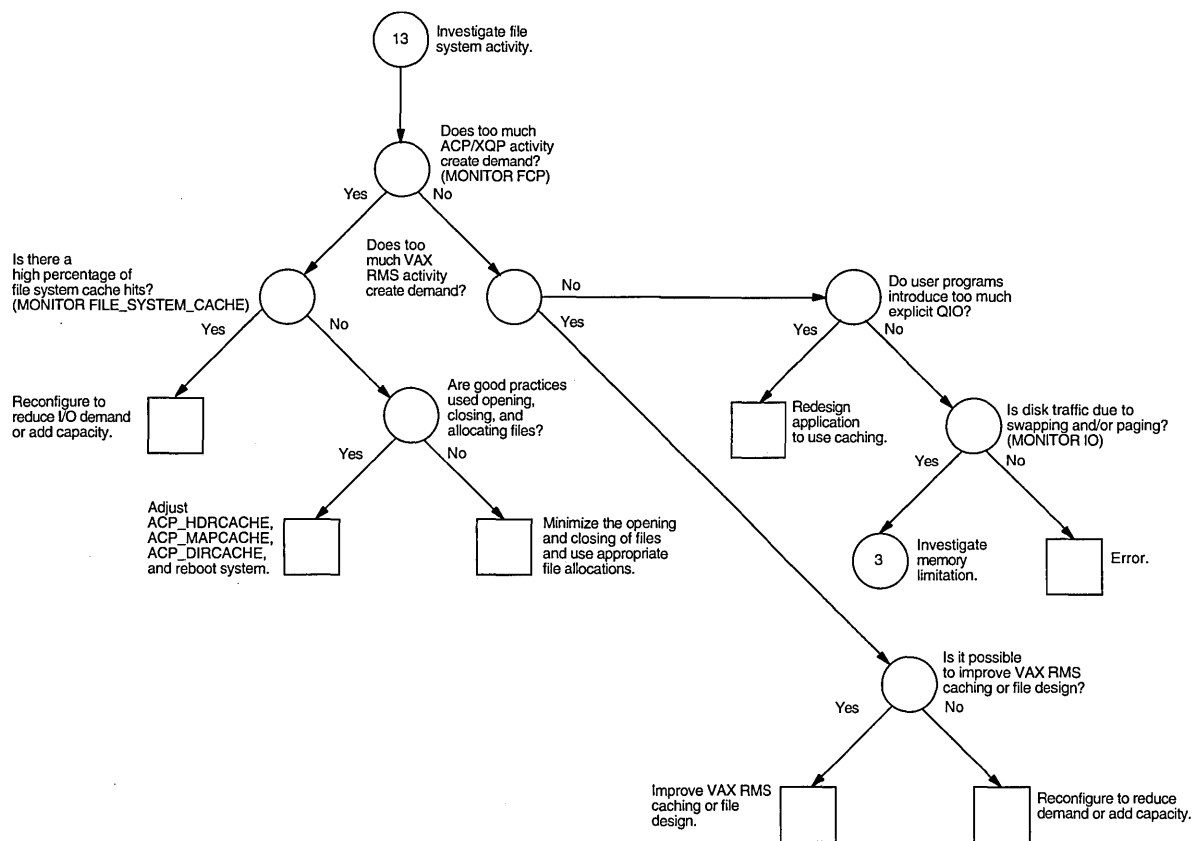 13
Investigate file
system activity.
Does too much
ACP/XQP activity
create demand?
(MONITOR FCP)
Yes
No
Is there a
high percentage of
file system cache hits?
(MONITOR FILE_SYSTEM_CACHE)
Does too
much VAX
RMS activity
create demand?
No
Yes
Do user programs
introduce too much
explicit QIO?
Yes
No
Yes
No
Reconfigure to
reduce I/O demand
or add capacity.
Are good practices
used opening,
closing, and
allocating files?
Redesign
application
to use caching.
Is disk traffic due to
swapping and/or paging?
(MONITOR IO)
Yes
No
Yes
No
Adjust
ACP_HDRCACHE,
ACP_MAPCACHE,
ACP_DIRCACHE,
and reboot system.
Minimize the opening
and closing of files
and use appropriate
file allocations.
3
Investigate
memory
limitation.
Error.
Is it possible
to improve VAX RMS
caching or file design?
Yes
No
Improve VAX RMS
caching or file
design.
Reconfigure to reduce
demand or add capacity.